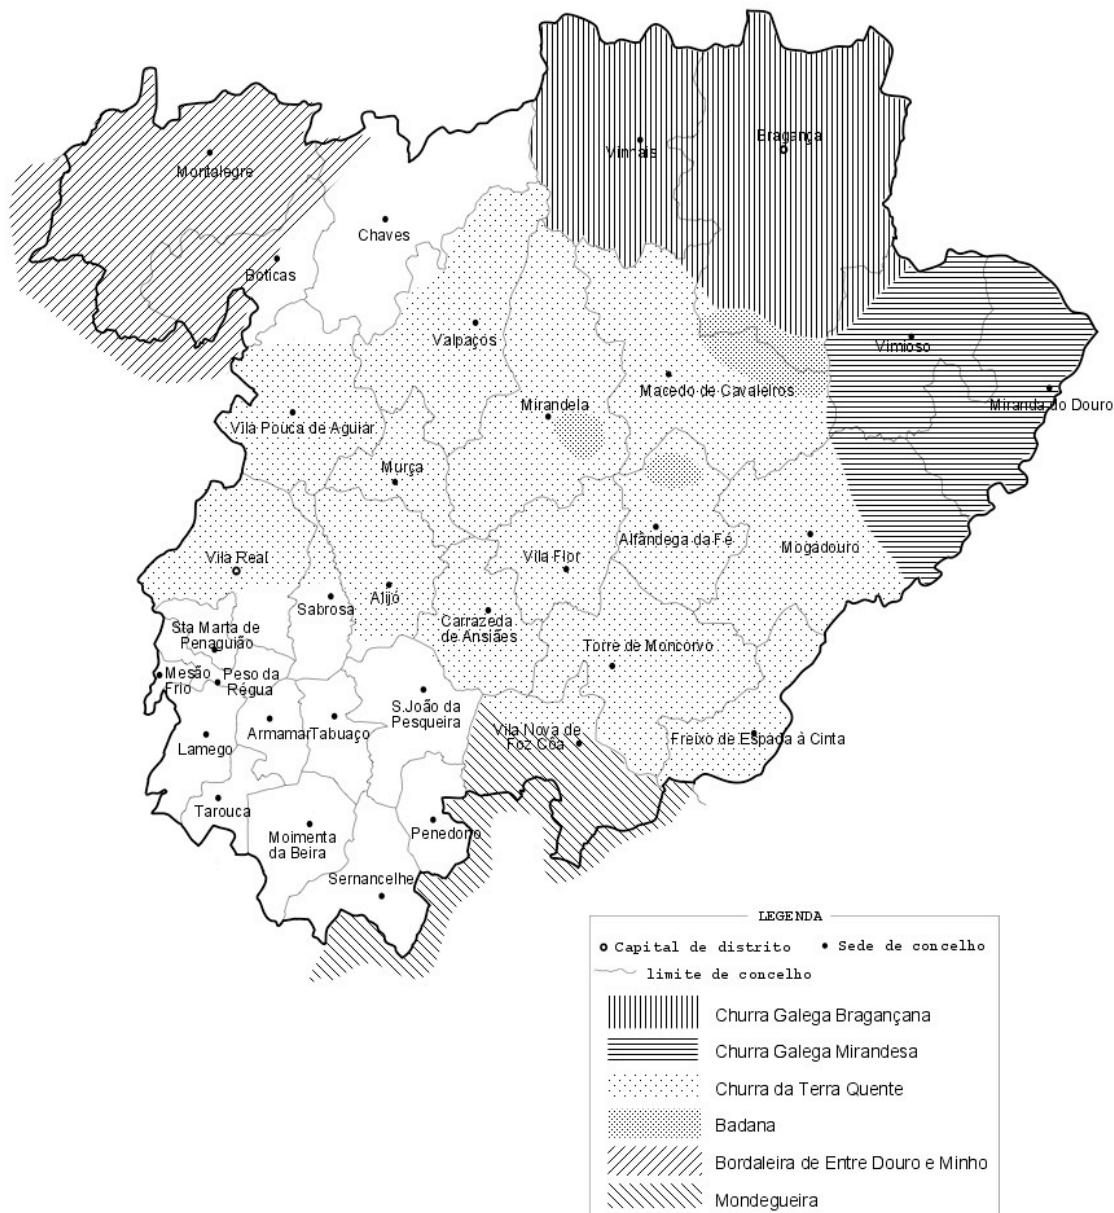 Bragança
Vinhais
Montalegre
Chaves
Boticas
Valpaços
Vimioso
Macedo de Cavaleiros
Miranda do Douro
Mirandela
Vila Pouca de Aguiar
Murça
Alfândega da Fé
Mogadouro
Vila Real
Vila Flor
Alijó
Sabrosa
Carrazeda
de Ansiães
Sta Marta de
Penaguião
Torre de Moncorvo
Mesão
Frio
Peso da
Régua
S.João da
Pesqueira
Armamar
Tabuaço
Vila Nova de
Foz Côa
Freixo de Espada à Cinta
Lamego
Tarouca
Moimenta
da Beira
Penedono
Sernancelhe
LEGENDA
Capital de distrito
Sede de concelho
limite de concelho
Churra Galega Bragançana
Churra Galega Mirandesa
Churra da Terra Quente
Badana
Bordaleira de Entre Douro e Minho
Mondegueira